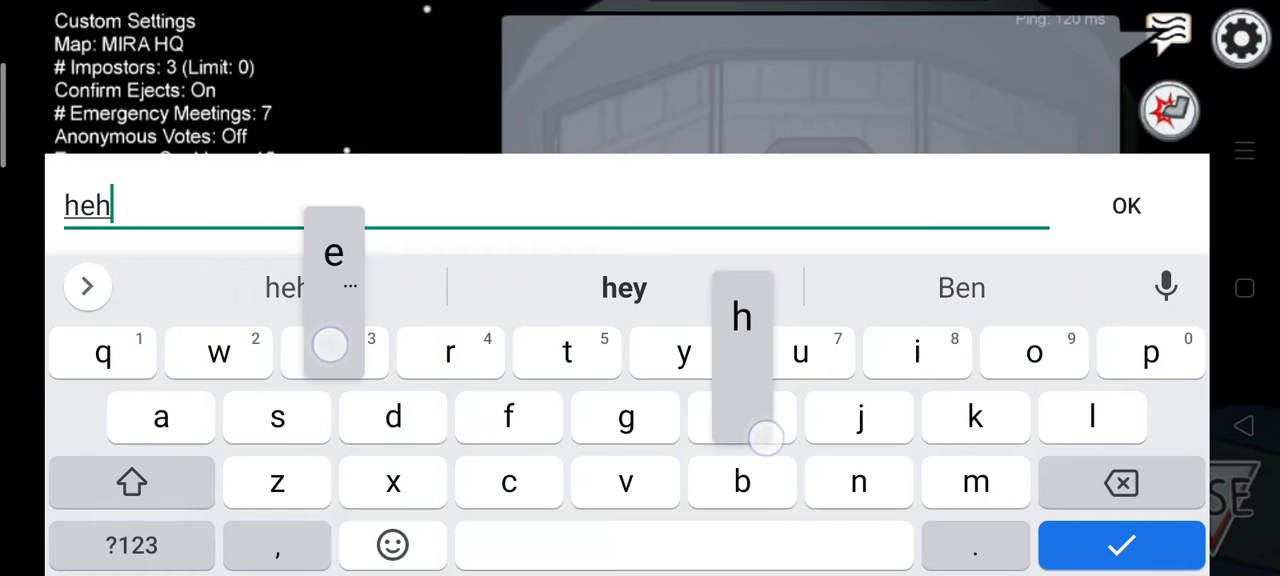 Custom Settings
Map: MIRA HQ
# Impostors: 3 (Limit: 0)
Confirm Ejects: On
# Emergency Meetings: 7
Anonymous Votes: Off
Ping: 120 ms
heh
OK
e
...
h
heh hey Ben
q 1 w 2 3 r 4 t 5 y u 7 i 8 o 9 p 0
a s d f g j k l
z x c v b n m
?123 , .
SE